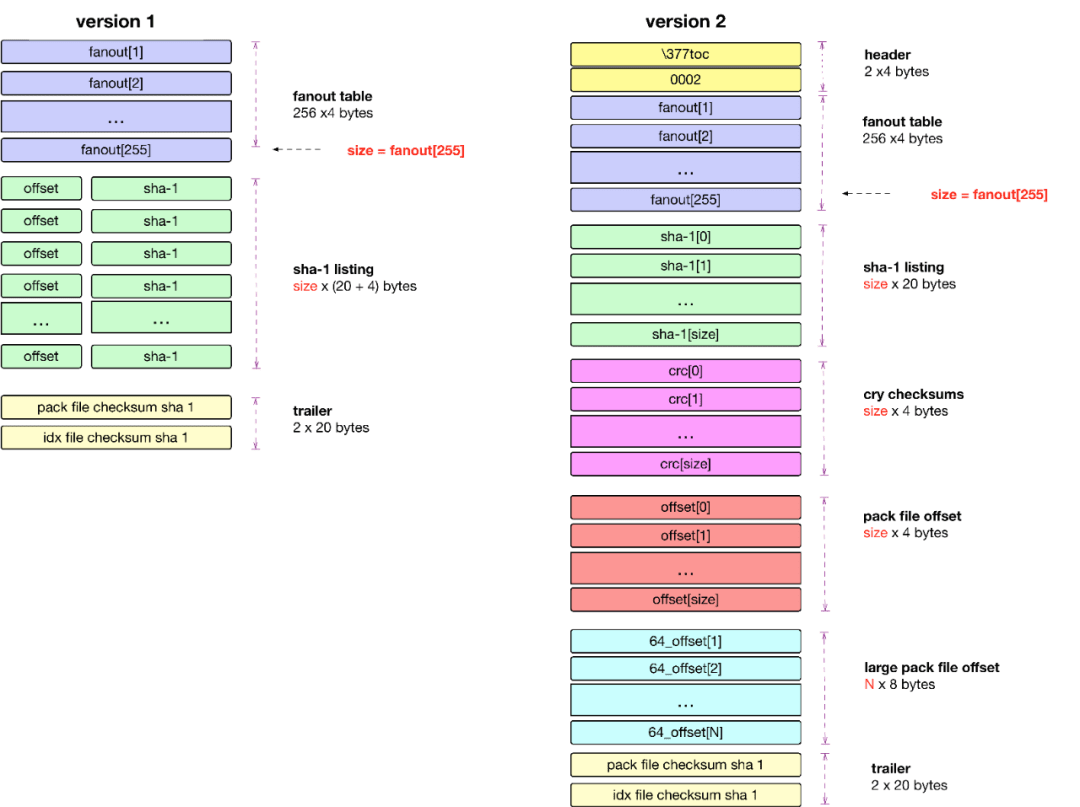 version 1
fanout[1]
fanout[2]
...
fanout[255]
fanout table
256 x4 bytes
size = fanout[255]
offset sha-1
offset sha-1
offset sha-1
offset sha-1
... ...
offset sha-1
sha-1 listing
size x (20 + 4) bytes
pack file checksum sha 1
idx file checksum sha 1
trailer
2 x 20 bytes
version 2
\377toc
0002
header
2 x4 bytes
fanout[1]
fanout[2]
...
fanout[255]
fanout table
256 x4 bytes
size = fanout[255]
sha-1[0]
sha-1[1]
...
sha-1[size]
sha-1 listing
size x 20 bytes
crc[0]
crc[1]
...
crc[size]
cry checksums
size x 4 bytes
offset[0]
offset[1]
...
offset[size]
pack file offset
size x 4 bytes
64_offset[1]
64_offset[2]
...
64_offset[N]
large pack file offset
N x 8 bytes
pack file checksum sha 1
idx file checksum sha 1
trailer
2 x 20 bytes